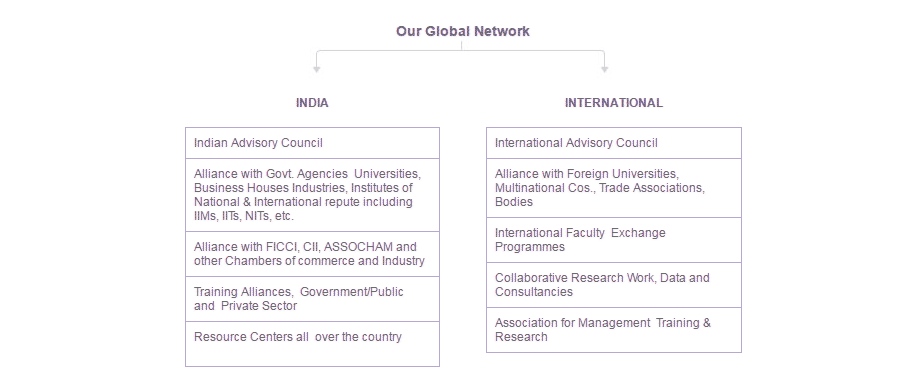 Our Global Network
INDIA
Indian Advisory Council
Alliance with Govt. Agencies Universities,
Business Houses Industries, Institutes of
National & International repute including
IIMs, IITs, NITs, etc.
Alliance with FICCI, CII, ASSOCHAM and
other Chambers of commerce and Industry
Training Alliances, Government/Public
and Private Sector
Resource Centers all over the country
INTERNATIONAL
International Advisory Council
Alliance with Foreign Universities,
Multinational Cos., Trade Associations,
Bodies
International Faculty Exchange
Programmes
Collaborative Research Work, Data and
Consultancies
Association for Management Training &
Research